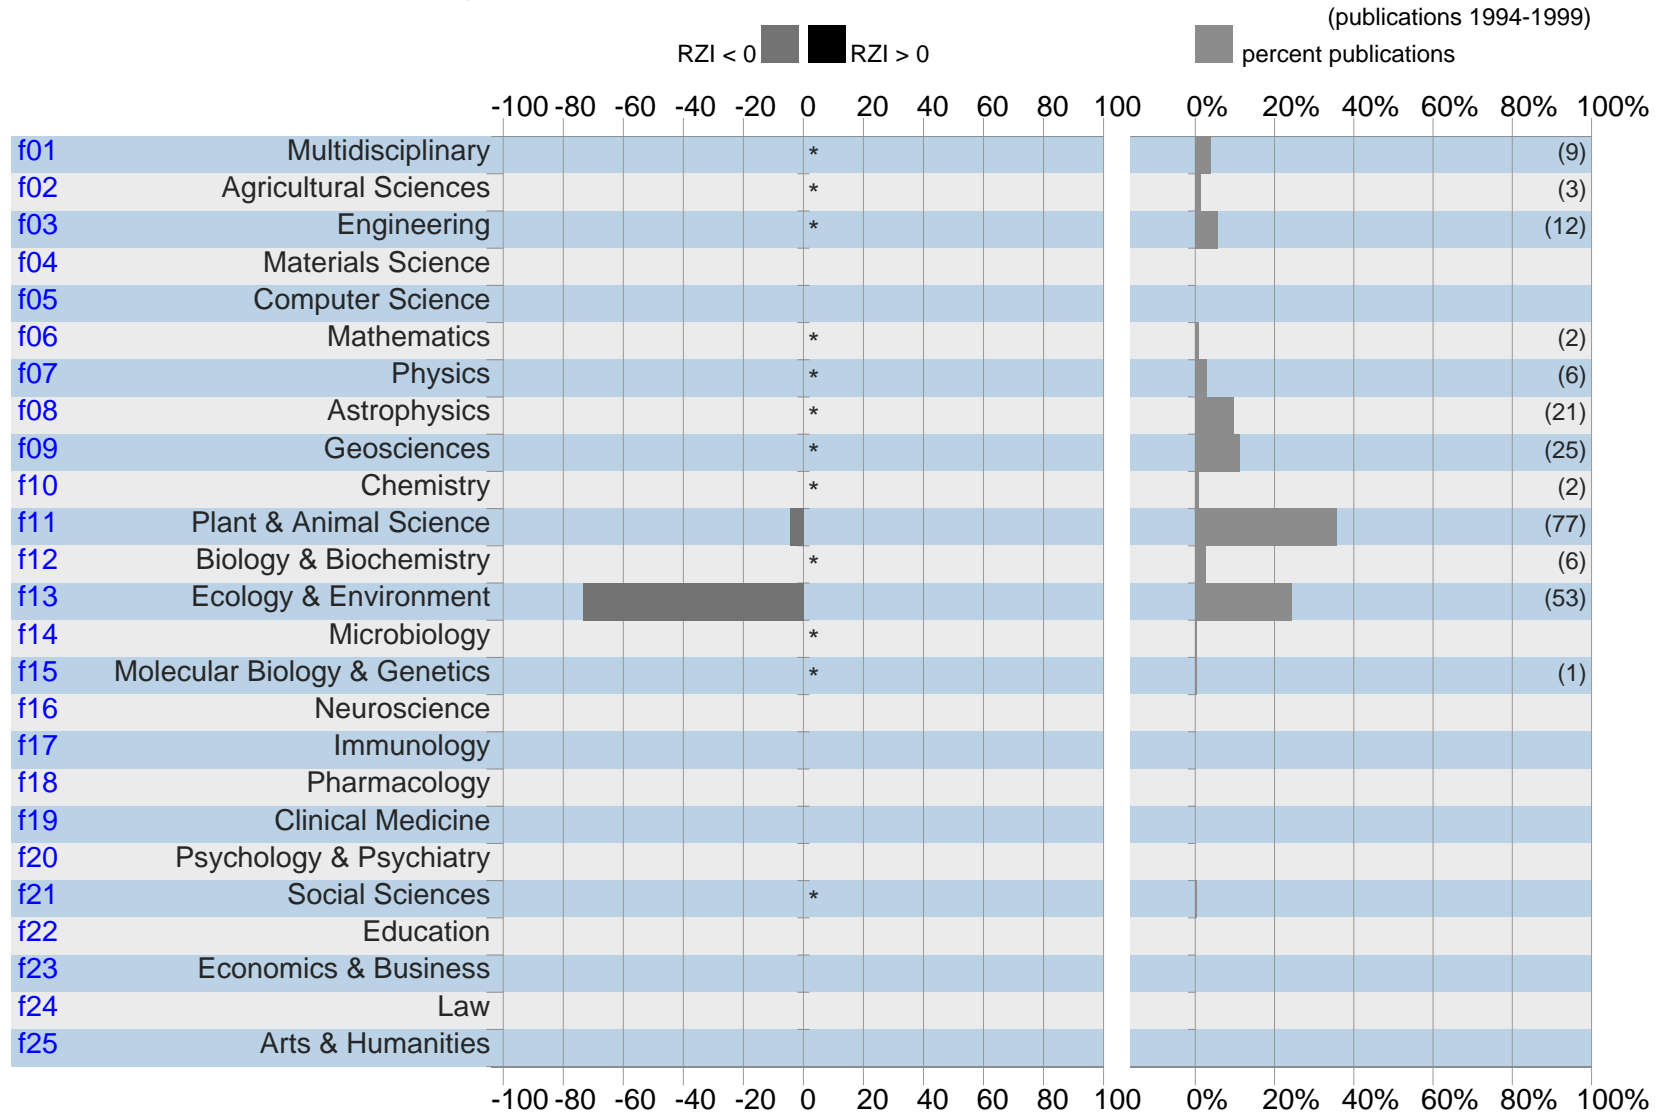 (publications 1994-1999)
RZI < 0 RZI > 0 percent publications
-100 -80 -60 -40 -20 0 20 40 60 80 100 0% 20% 40% 60% 80% 100%
f01 Multidisciplinary * (9)
f02 Agricultural Sciences * (3)
f03 Engineering * (12)
f04 Materials Science
f05 Computer Science
f06 Mathematics * (2)
f07 Physics * (6)
f08 Astrophysics * (21)
f09 Geosciences * (25)
f10 Chemistry * (2)
f11 Plant & Animal Science (77)
f12 Biology & Biochemistry * (6)
f13 Ecology & Environment (53)
f14 Microbiology *
f15 Molecular Biology & Genetics * (1)
f16 Neuroscience
f17 Immunology
f18 Pharmacology
f19 Clinical Medicine
f20 Psychology & Psychiatry
f21 Social Sciences *
f22 Education
f23 Economics & Business
f24 Law
f25 Arts & Humanities
-100 -80 -60 -40 -20 0 20 40 60 80 100 0% 20% 40% 60% 80% 100%